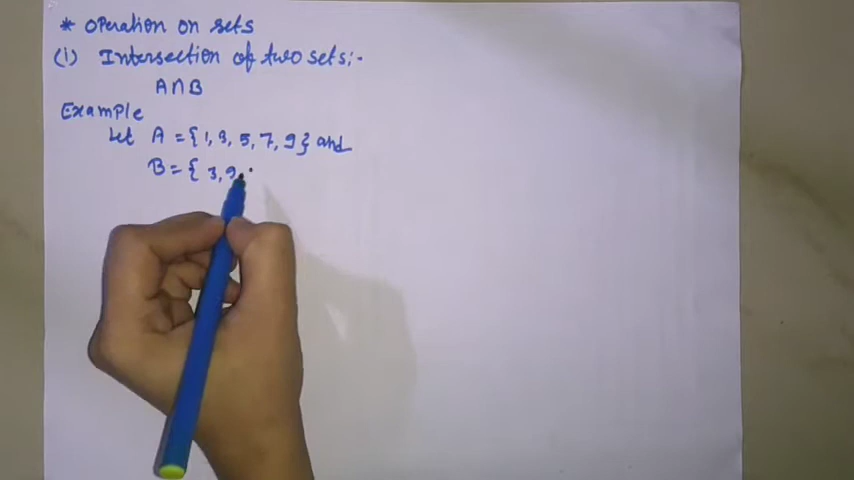 * Operation on sets
(i) Intersection of two sets:-
A∩B
Example
Let A = {1, 3, 5, 7, 9} and
B = { 3, 9